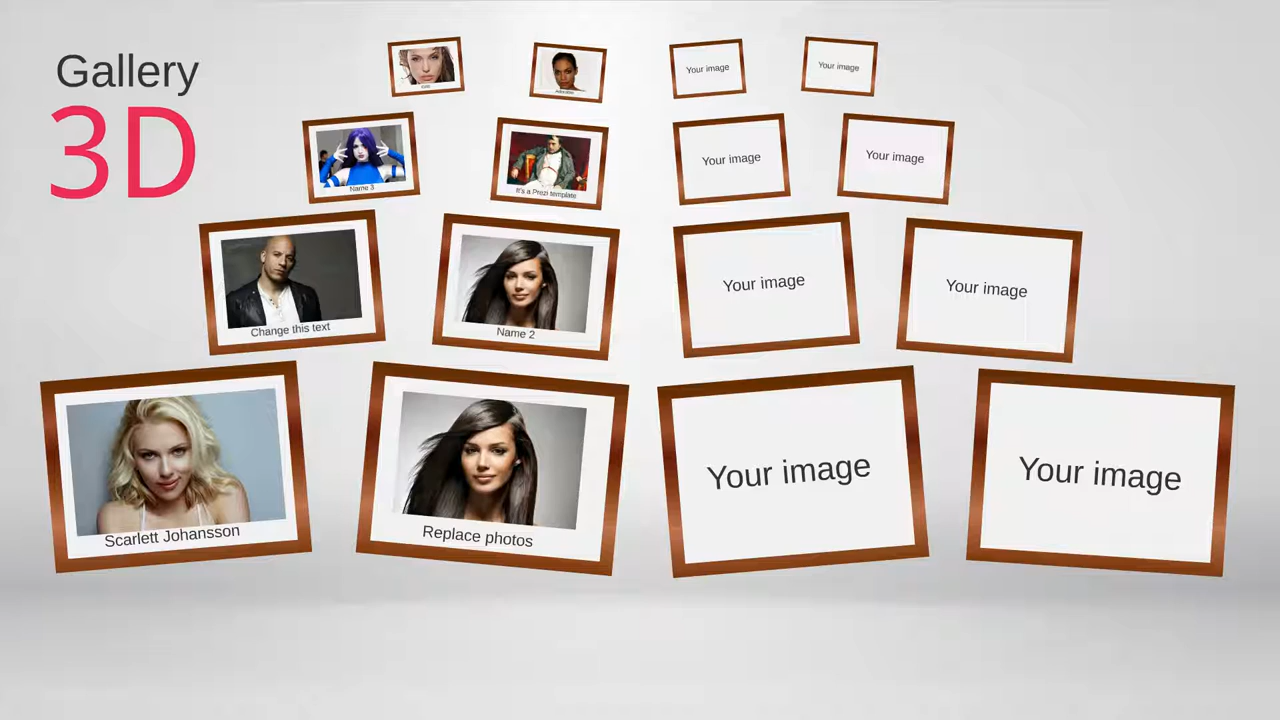 Gallery
3D
Your image
Your image
Name 3
It's a Prezi template
Your image
Your image
Change this text
Name 2
Your image
Your image
Scarlett Johansson
Replace photos
Your image
Your image